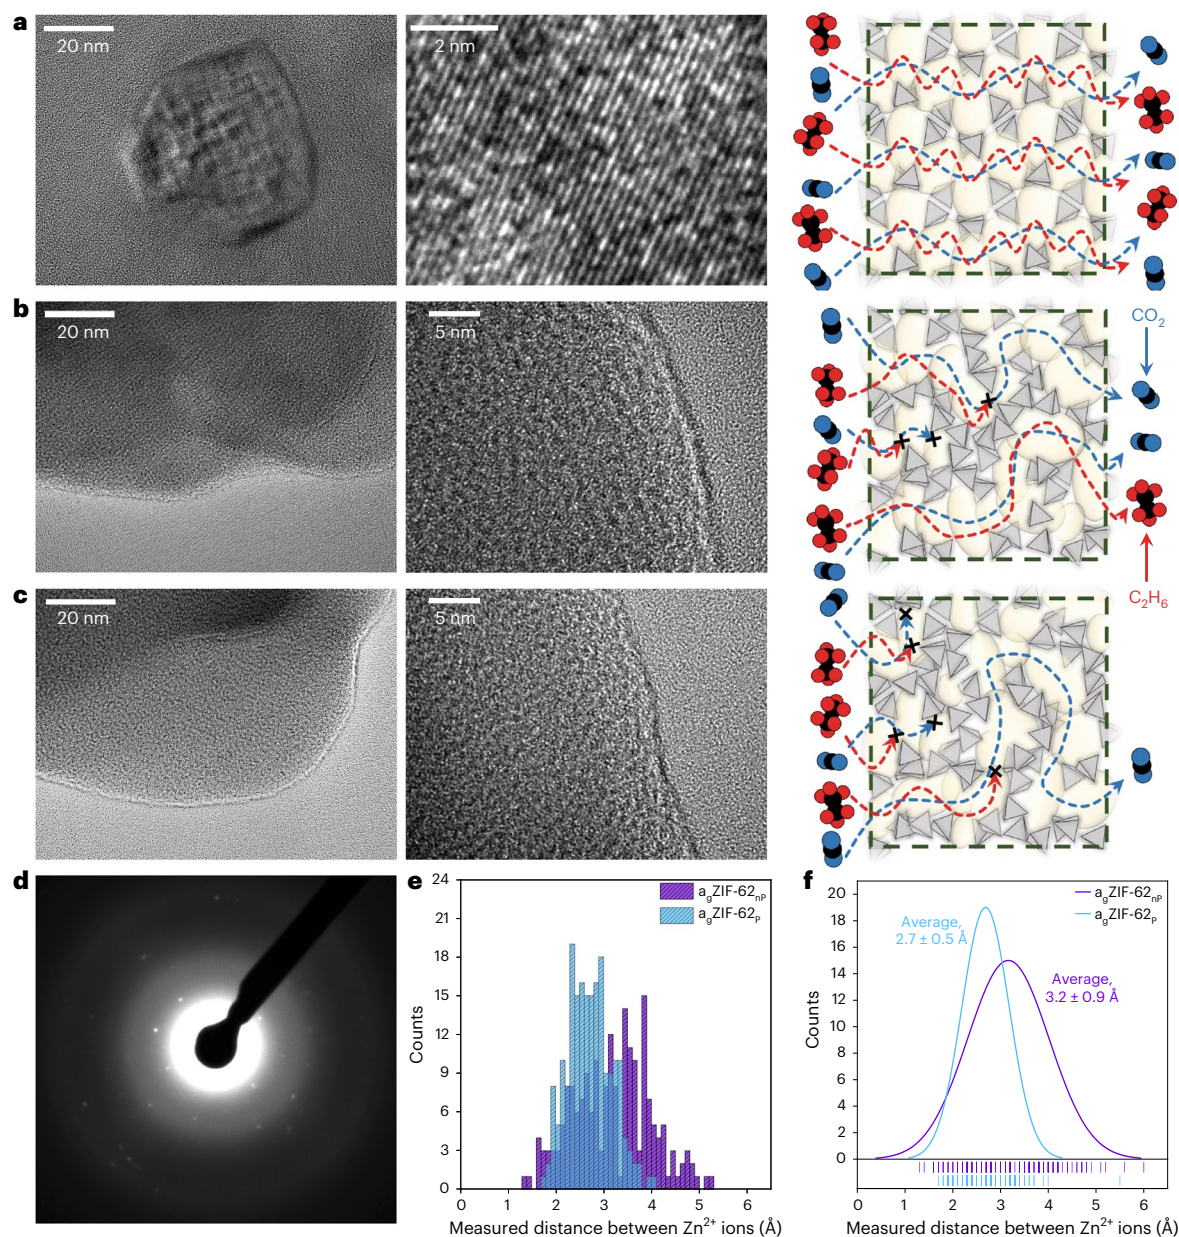 a
20 nm
2 nm
b
20 nm
5 nm
CO2
C2H6
c
20 nm
5 nm
d
e
24
21
18
15
12
9
6
3
0
Counts
agZIF-62nP
agZIF-62P
0 1 2 3 4 5 6
Measured distance between Zn2+ ions (Å)
f
20
18
16
14
12
10
8
6
4
2
0
Counts
agZIF-62nP
agZIF-62P
Average,
2.7 ± 0.5 Å
Average,
3.2 ± 0.9 Å
0 1 2 3 4 5 6
Measured distance between Zn2+ ions (Å)